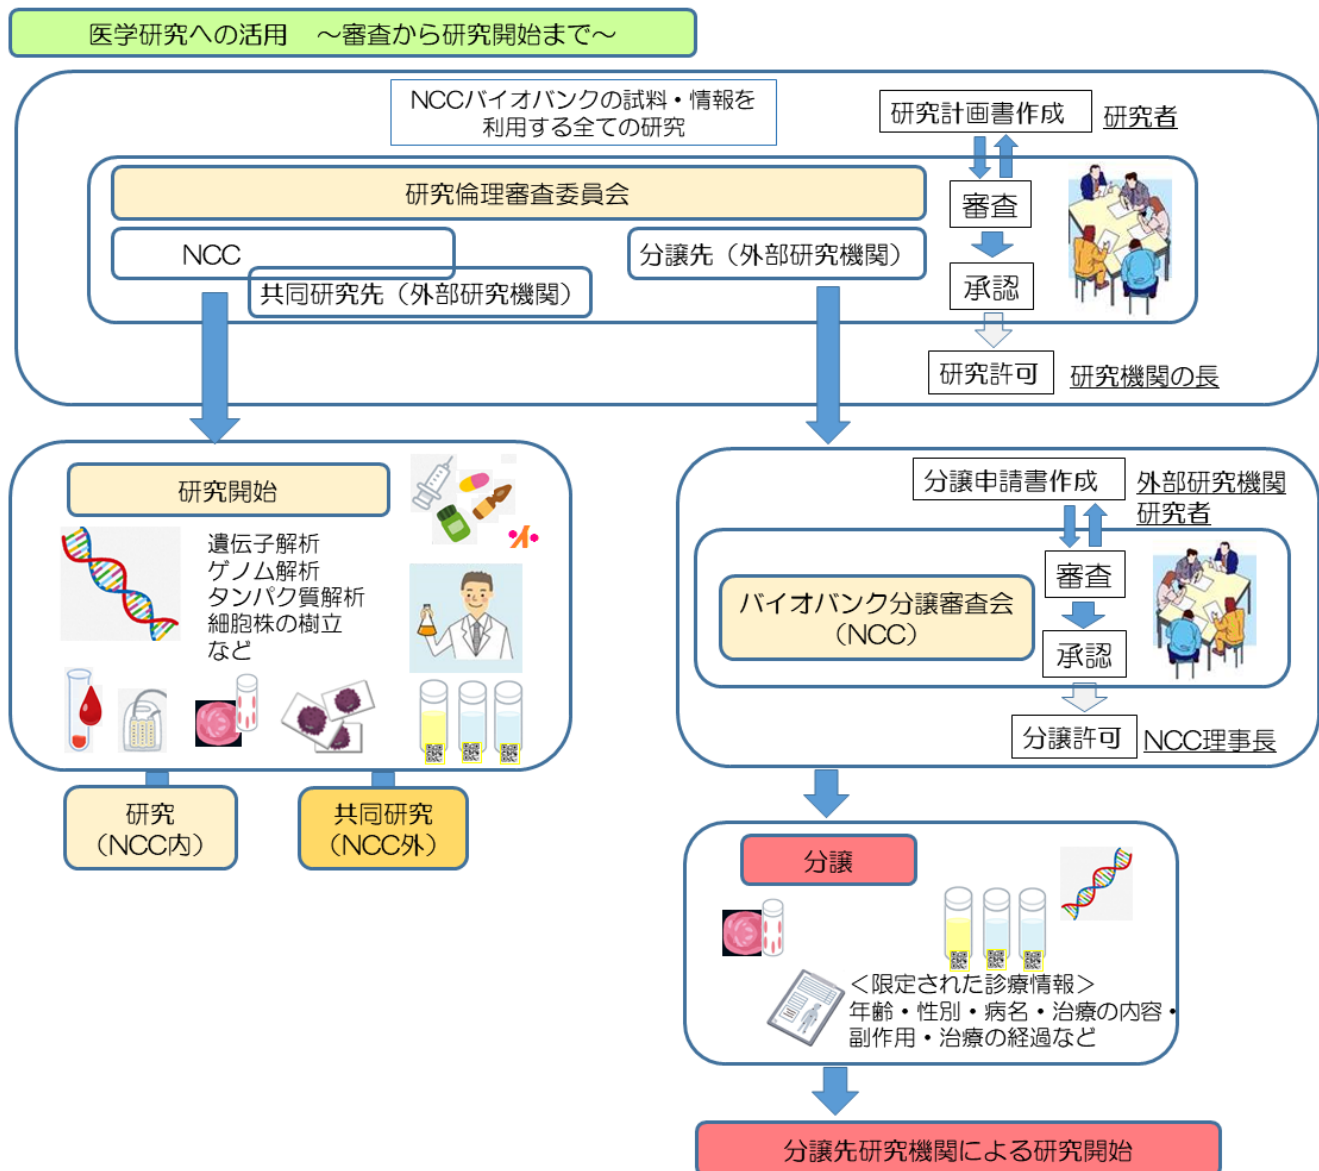 医学研究への活用　～審査から研究開始まで～
NCCバイオバンクの試料・情報を
利用する全ての研究
研究計画書作成
研究者
研究倫理審査委員会
審査
NCC
分譲先（外部研究機関）
共同研究先（外部研究機関）
承認
研究許可
研究機関の長
研究開始
遺伝子解析
ゲノム解析
タンパク質解析
細胞株の樹立
など
研究
（NCC内）
共同研究
（NCC外）
分譲申請書作成
外部研究機関
研究者
審査
バイオバンク分譲審査会
（NCC）
承認
分譲許可
NCC理事長
分譲
＜限定された診療情報＞
年齢・性別・病名・治療の内容・
副作用・治療の経過など
分譲先研究機関による研究開始